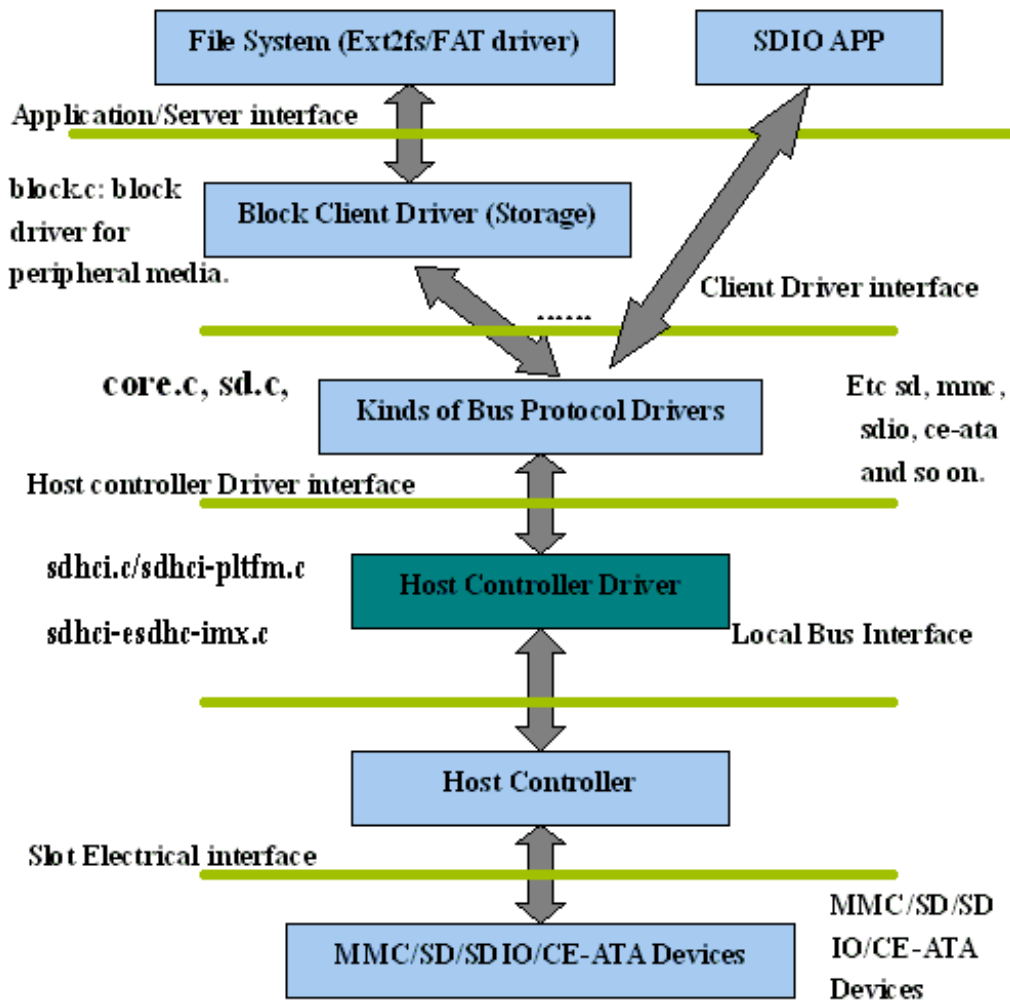 File System (Ext2fs/FAT driver)
SDIO APP
Application/Server interface
block.c: block
driver for
peripheral media.
Block Client Driver (Storage)
Client Driver interface
......
core.c, sd.c,
Kinds of Bus Protocol Drivers
Etc sd, mmc,
sdio, ce-ata
and so on.
Host controller Driver interface
sdhci.c/sdhci-pltfm.c
sdhci-esdhc-imx.c
Host Controller Driver
Local Bus Interface
Host Controller
Slot Electrical interface
MMC/SD/SDIO/CE-ATA Devices
MMC/SD/SD
IO/CE-ATA
Devices